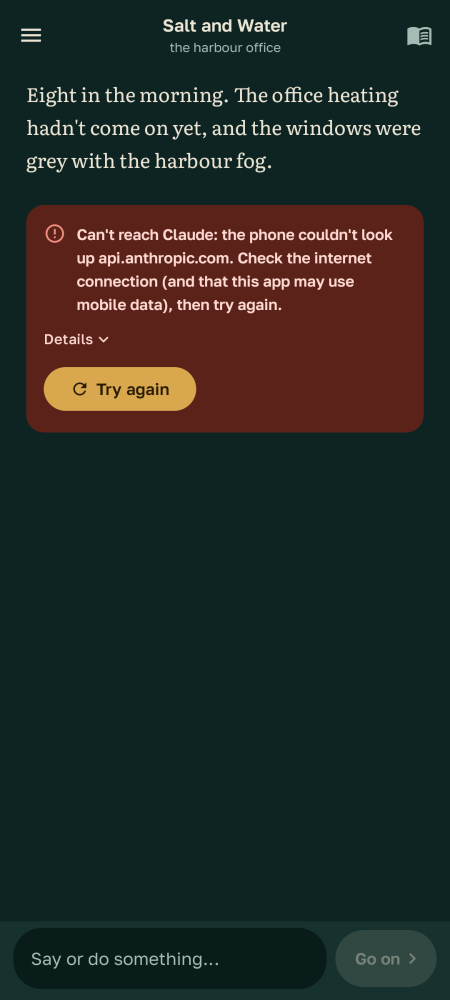 Salt and Water
the harbour office
Eight in the morning. The office heating
hadn't come on yet, and the windows were
grey with the harbour fog.
Can't reach Claude: the phone couldn't look
up api.anthropic.com. Check the internet
connection (and that this app may use
mobile data), then try again.
Details
Try again
Say or do something...
Go on